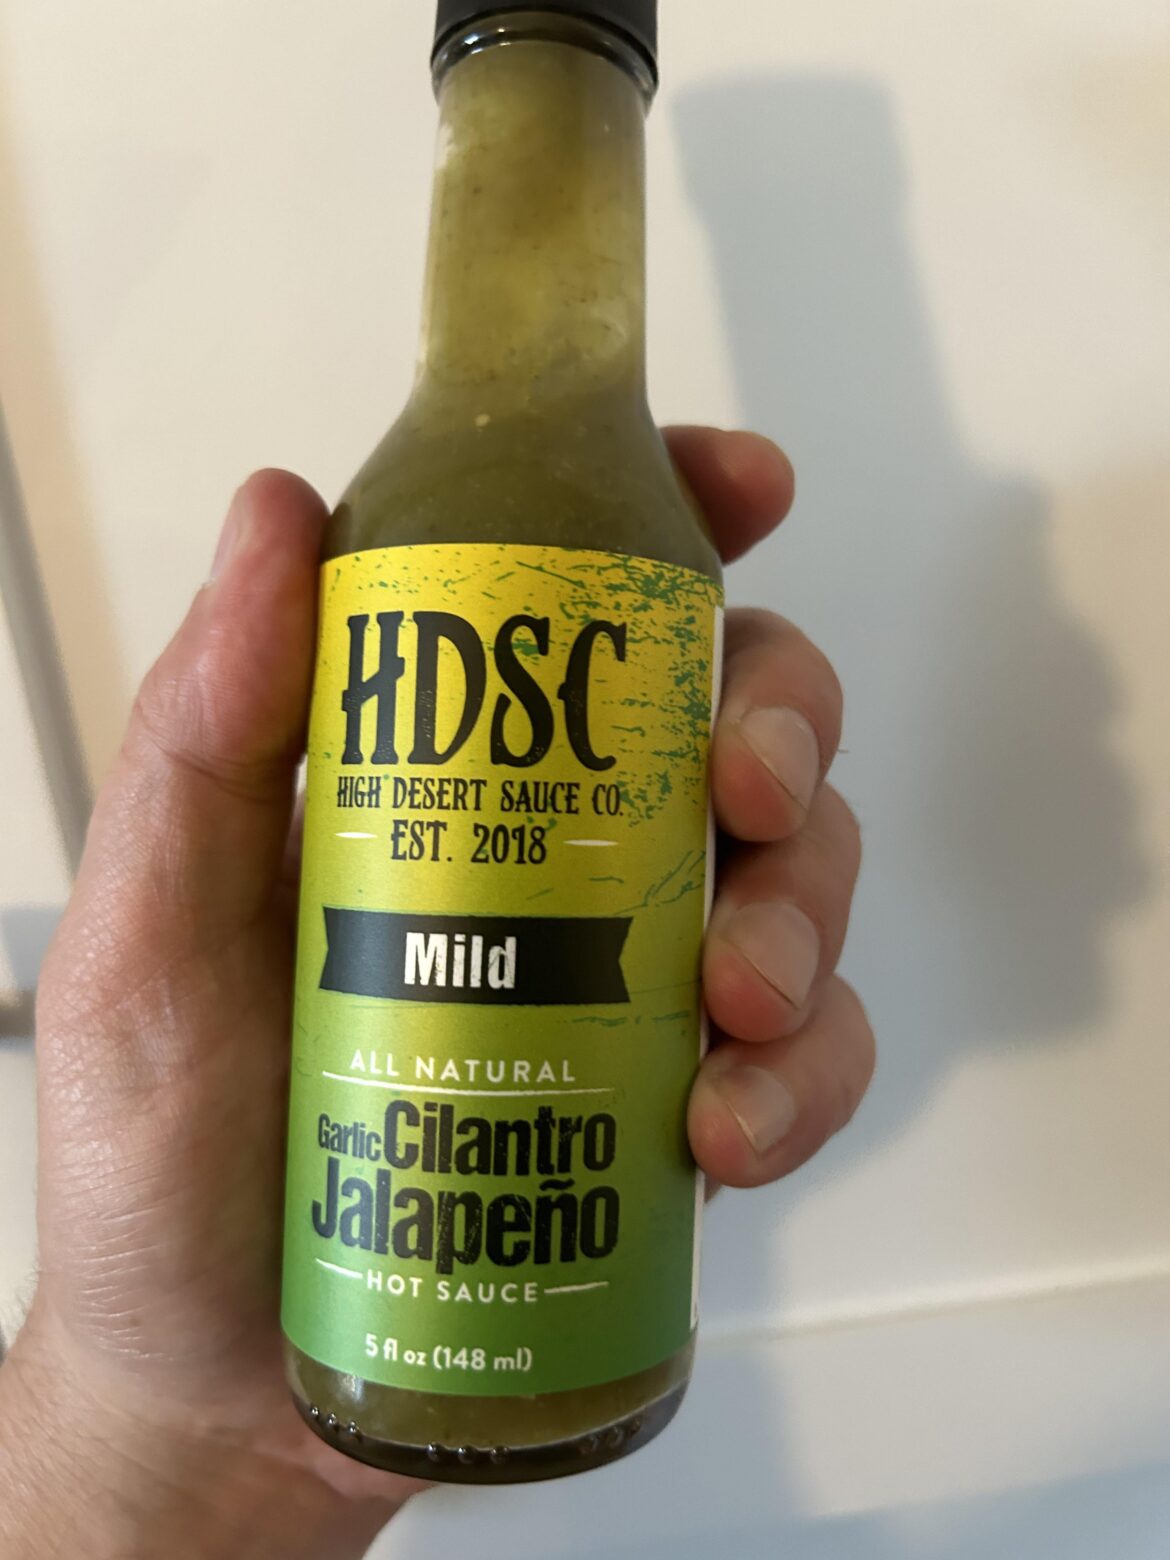 HDSC
HIGH DESERT SAUCE CO.
EST. 2018
Mild
ALL NATURAL
Garlic Cilantro
Jalapeño
HOT SAUCE
5 fl oz (148 ml)